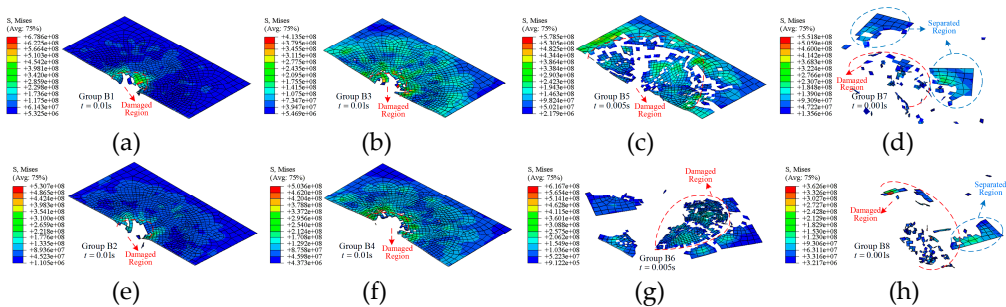 S, Mises
(Avg: 75%)
+6.786e+08
+6.225e+08
+5.664e+08
+5.103e+08
+4.542e+08
+3.981e+08
+3.420e+08
+2.859e+08
+2.298e+08
+1.736e+08
+1.175e+08
+6.143e+07
+5.325e+06
Group B1
t = 0.01s
Damaged
Region
(a)
S, Mises
(Avg: 75%)
+4.135e+08
+3.795e+08
+3.455e+08
+3.115e+08
+2.775e+08
+2.435e+08
+2.095e+08
+1.755e+08
+1.415e+08
+1.075e+08
+7.347e+07
+3.947e+07
+5.469e+06
Group B3
t = 0.01s
Damaged
Region
(b)
S, Mises
(Avg: 75%)
+5.785e+08
+5.305e+08
+4.825e+08
+4.344e+08
+3.864e+08
+3.384e+08
+2.903e+08
+2.423e+08
+1.943e+08
+1.463e+08
+9.824e+07
+5.021e+07
+2.179e+06
Group B5
t = 0.005s
Damaged
Region
(c)
S, Mises
(Avg: 75%)
+5.518e+08
+5.059e+08
+4.600e+08
+4.142e+08
+3.683e+08
+3.224e+08
+2.766e+08
+2.307e+08
+1.848e+08
+1.390e+08
+9.309e+07
+4.722e+07
+1.356e+06
Separated
Region
Damaged
Region
Group B7
t = 0.001s
(d)
S, Mises
(Avg: 75%)
+5.307e+08
+4.865e+08
+4.424e+08
+3.983e+08
+3.541e+08
+3.100e+08
+2.659e+08
+2.218e+08
+1.776e+08
+1.335e+08
+8.936e+07
+4.523e+07
+1.105e+06
Group B2
t = 0.01s
Damaged
Region
(e)
S, Mises
(Avg: 75%)
+5.036e+08
+4.620e+08
+4.204e+08
+3.788e+08
+3.372e+08
+2.956e+08
+2.540e+08
+2.124e+08
+1.708e+08
+1.292e+08
+8.758e+07
+4.598e+07
+4.373e+06
Group B4
t = 0.01s
Damaged
Region
(f)
S, Mises
(Avg: 75%)
+6.167e+08
+5.654e+08
+5.141e+08
+4.628e+08
+4.115e+08
+3.601e+08
+3.088e+08
+2.575e+08
+2.062e+08
+1.549e+08
+1.036e+08
+5.223e+07
+9.122e+05
Damaged
Region
Group B6
t = 0.005s
(g)
S, Mises
(Avg: 75%)
+3.626e+08
+3.326e+08
+3.027e+08
+2.728e+08
+2.428e+08
+2.129e+08
+1.829e+08
+1.530e+08
+1.230e+08
+9.306e+07
+6.311e+07
+3.316e+07
+3.217e+06
Damaged
Region
Separated
Region
Group B8
t = 0.001s
(h)